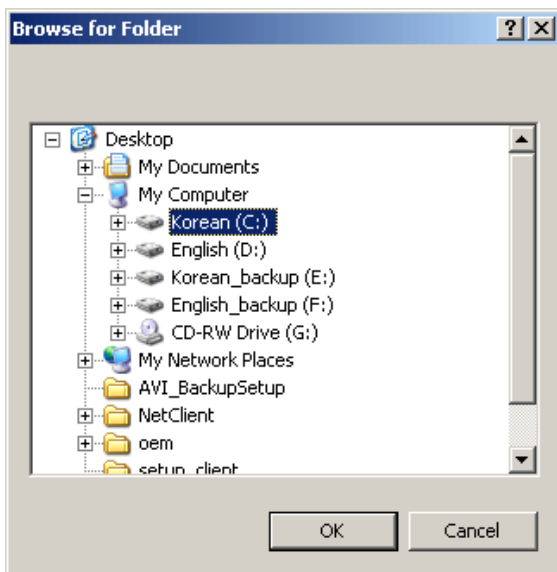 Browse for Folder
Desktop
My Documents
My Computer
Korean (C:)
English (D:)
Korean_backup (E:)
English_backup (F:)
CD-RW Drive (G:)
My Network Places
AVI_BackupSetup
NetClient
oem
setup_client
OK Cancel